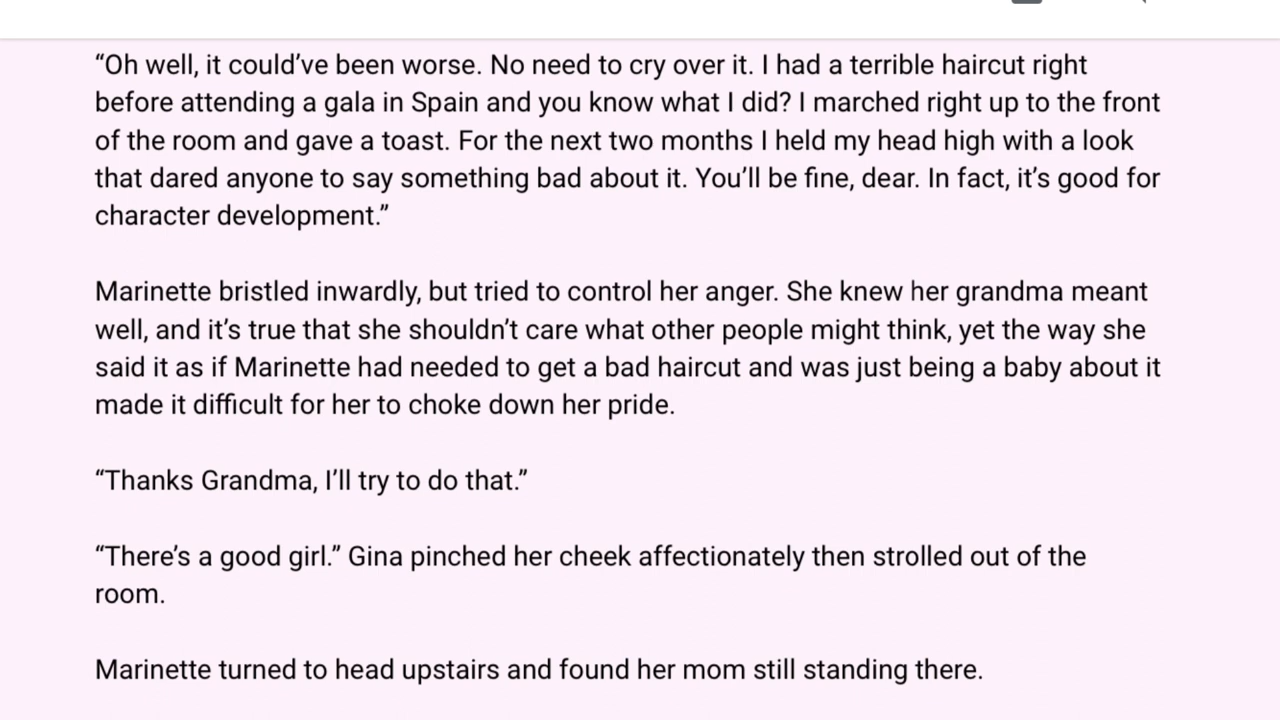 “Oh well, it could’ve been worse. No need to cry over it. I had a terrible haircut right
before attending a gala in Spain and you know what I did? I marched right up to the front
of the room and gave a toast. For the next two months I held my head high with a look
that dared anyone to say something bad about it. You’ll be fine, dear. In fact, it’s good for
character development.”
Marinette bristled inwardly, but tried to control her anger. She knew her grandma meant
well, and it’s true that she shouldn’t care what other people might think, yet the way she
said it as if Marinette had needed to get a bad haircut and was just being a baby about it
made it difficult for her to choke down her pride.
“Thanks Grandma, I’ll try to do that.”
“There’s a good girl.” Gina pinched her cheek affectionately then strolled out of the
room.
Marinette turned to head upstairs and found her mom still standing there.